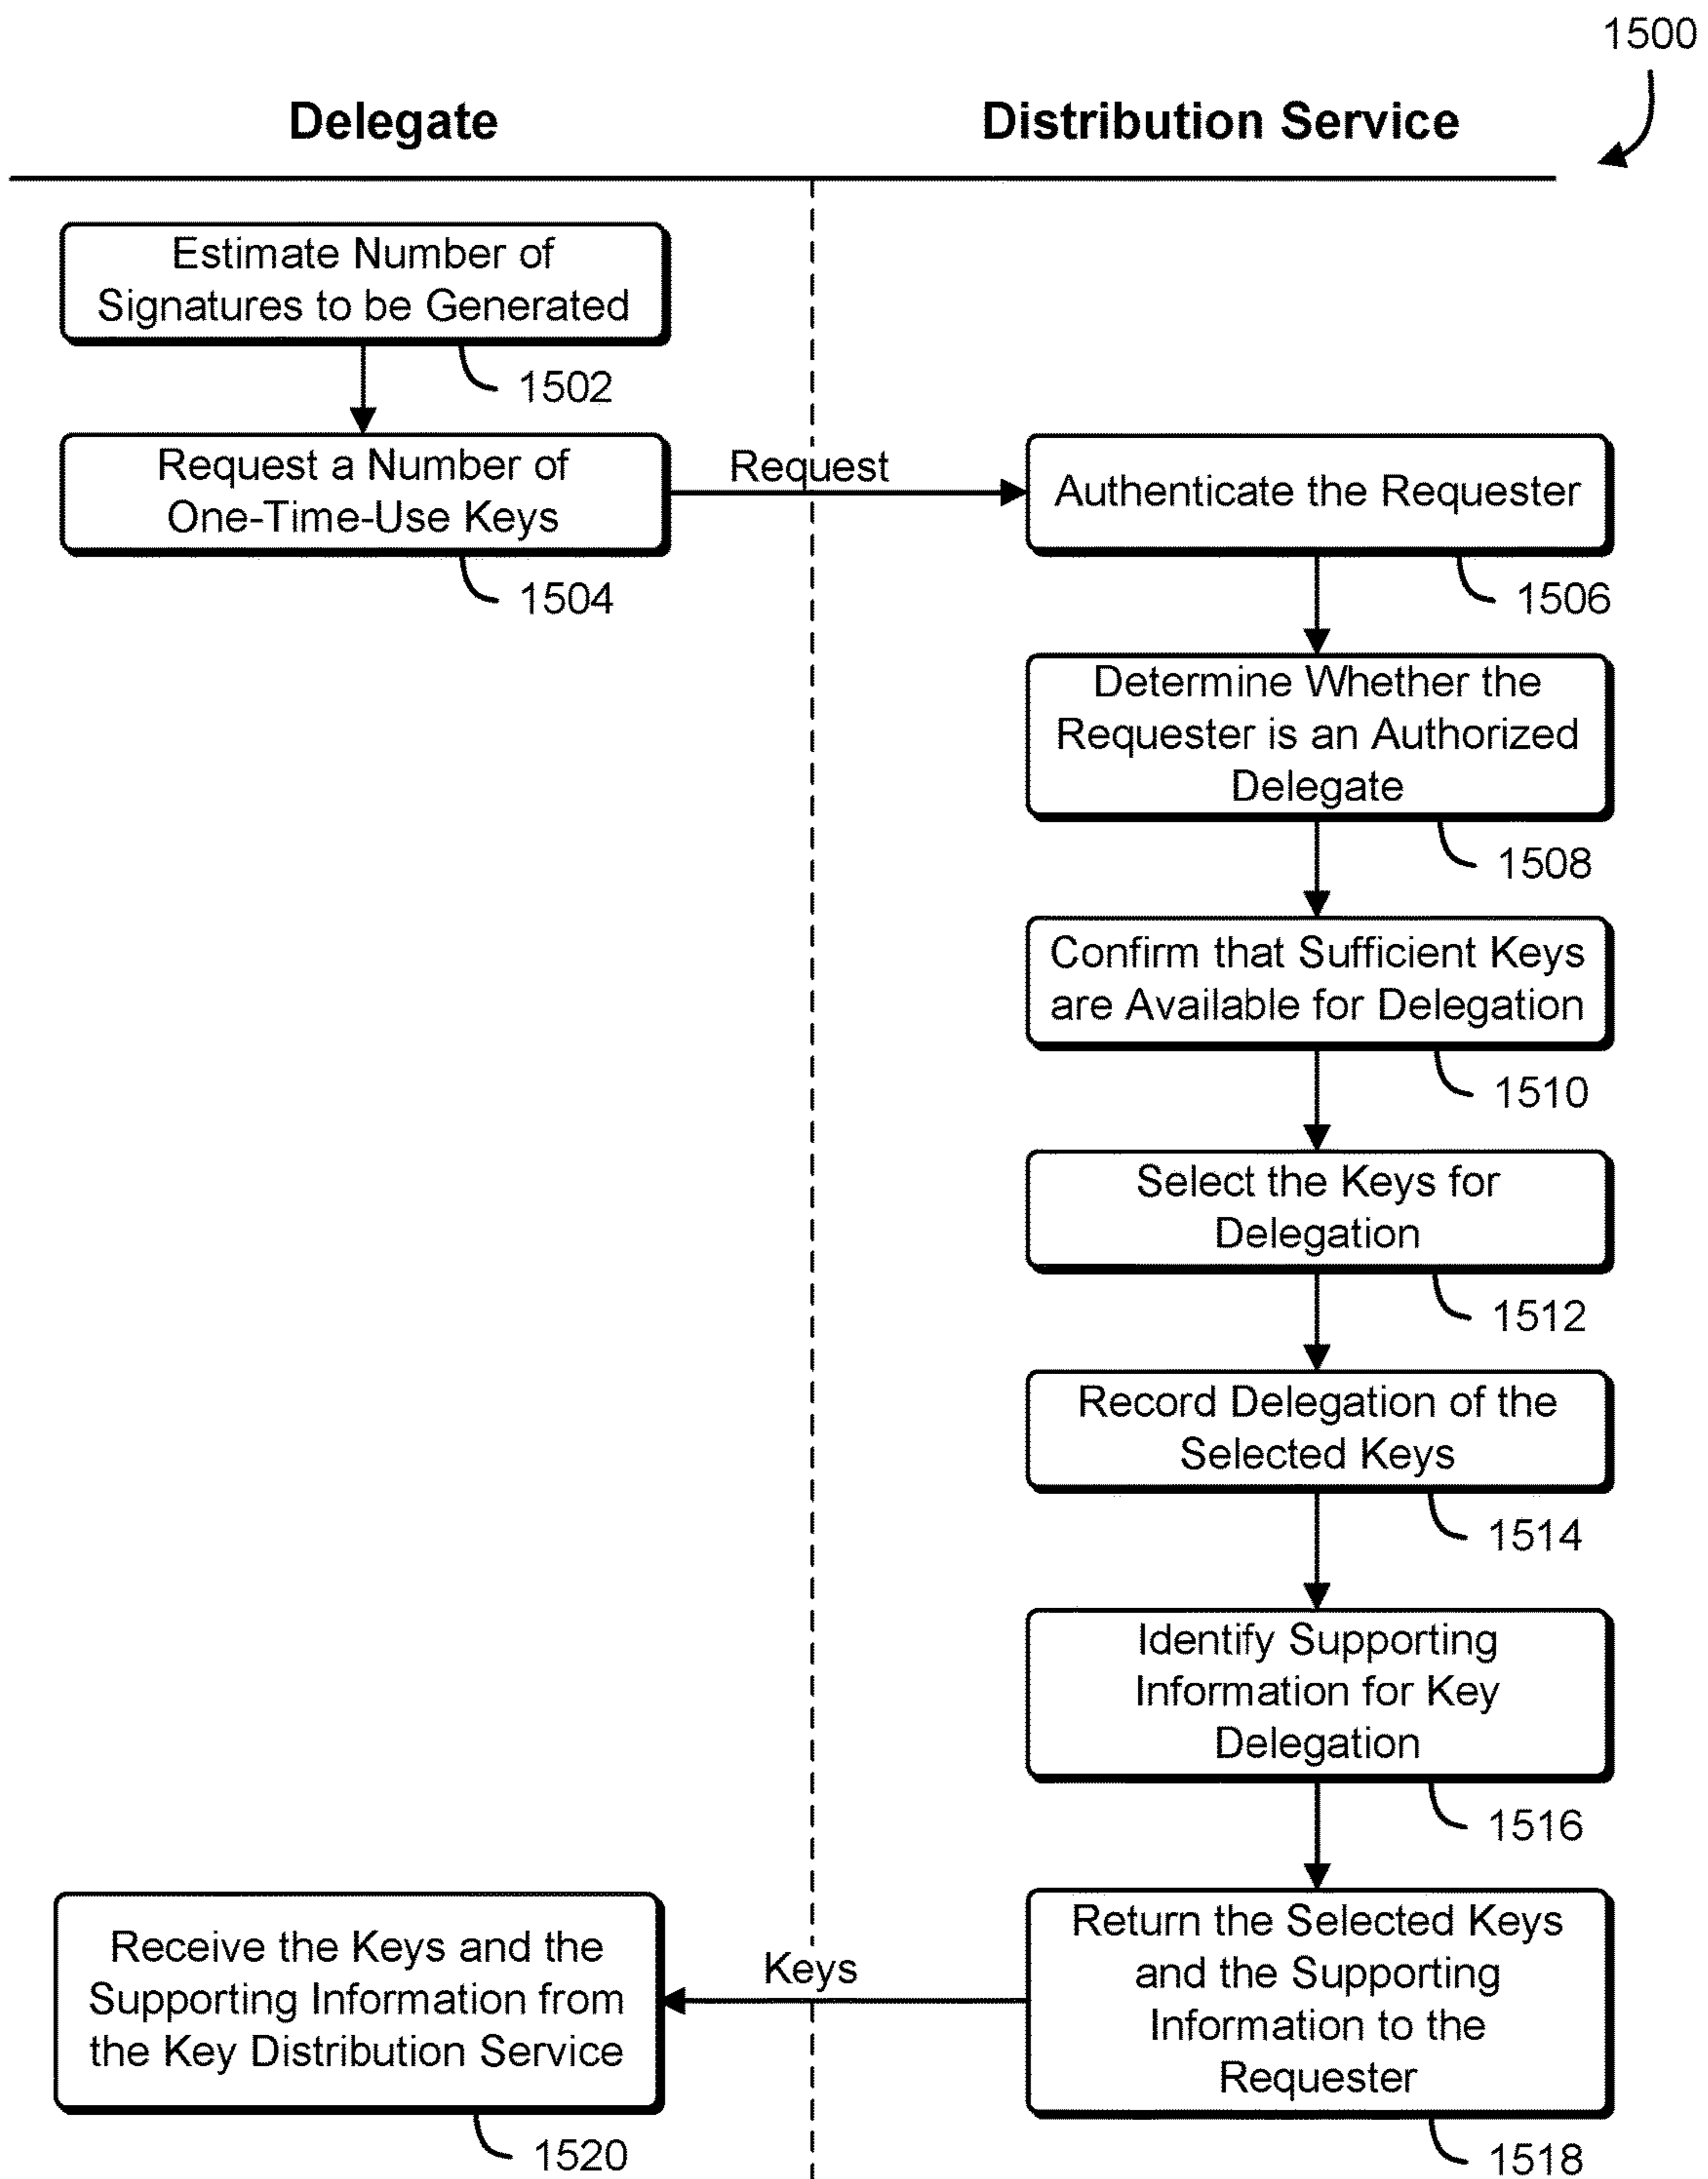 1500
Delegate
Distribution Service
Estimate Number of
Signatures to be Generated
1502
Request a Number of
One-Time-Use Keys
1504
Request
Authenticate the Requester
1506
Determine Whether the
Requester is an Authorized
Delegate
1508
Confirm that Sufficient Keys
are Available for Delegation
1510
Select the Keys for
Delegation
1512
Record Delegation of the
Selected Keys
1514
Identify Supporting
Information for Key
Delegation
1516
Return the Selected Keys
and the Supporting
Information to the
Requester
1518
Keys
Receive the Keys and the
Supporting Information from
the Key Distribution Service
1520